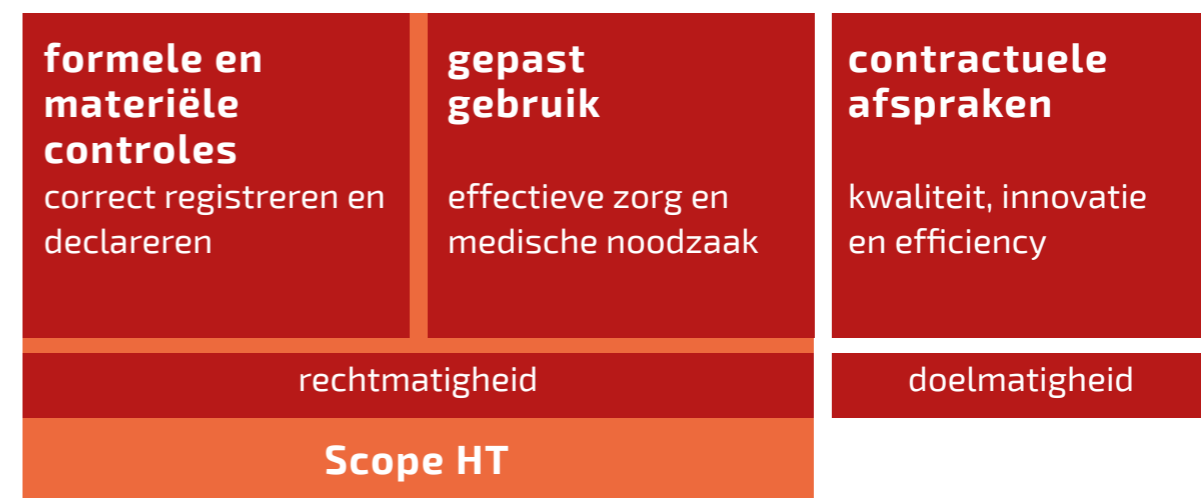 formele en
materiële
controles
correct registreren en
declareren
gepast
gebruik
effectieve zorg en
medische noodzaak
contractuele
afspraken
kwaliteit, innovatie
en efficiency
rechtmatigheid
doelmatigheid
Scope HT